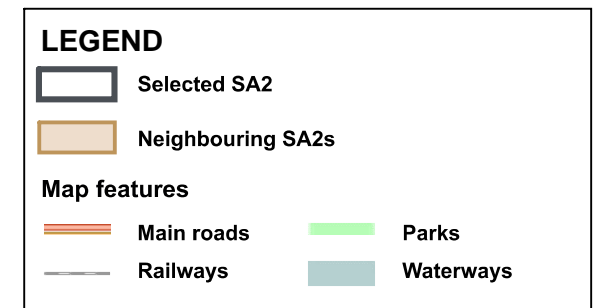 LEGEND
Selected SA2
Neighbouring SA2s
Map features
Main roads
Parks
Railways
Waterways